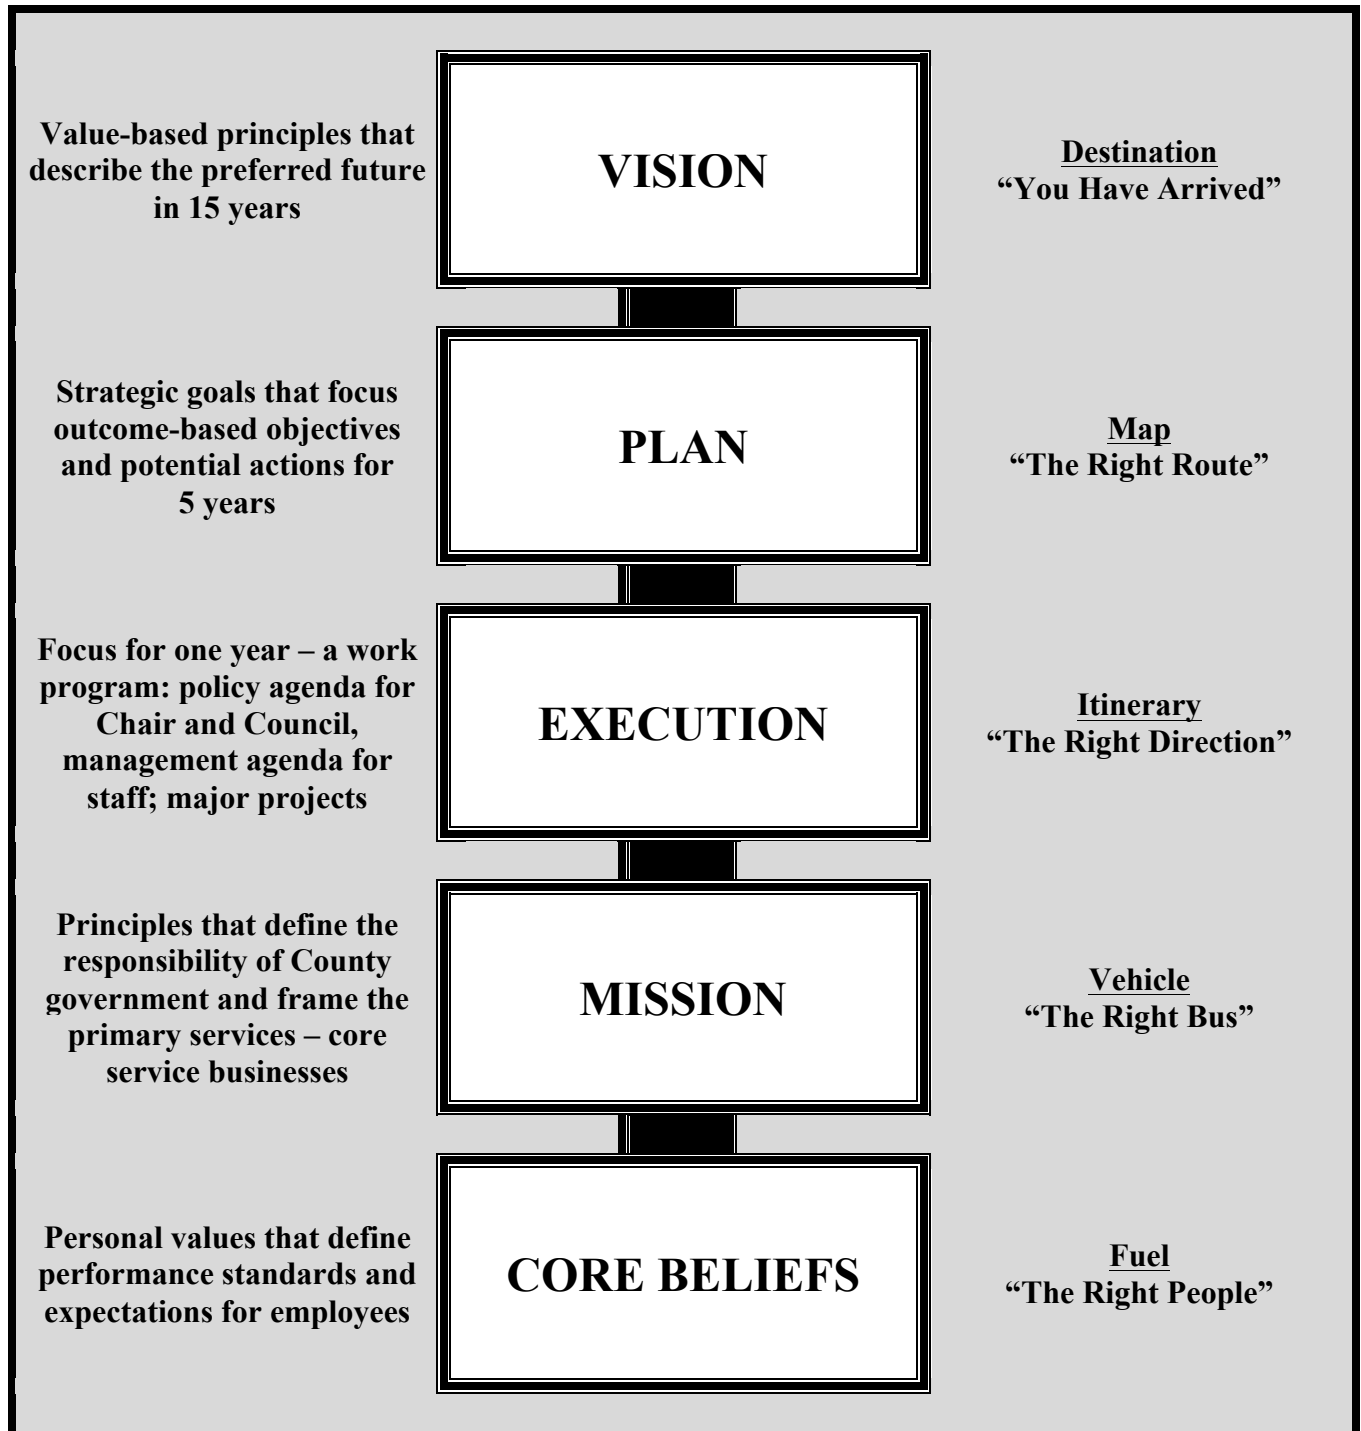 Value-based principles that
describe the preferred future
in 15 years
VISION
Destination
“You Have Arrived”
Strategic goals that focus
outcome-based objectives
and potential actions for
5 years
PLAN
Map
“The Right Route”
Focus for one year – a work
program: policy agenda for
Chair and Council,
management agenda for
staff; major projects
EXECUTION
Itinerary
“The Right Direction”
Principles that define the
responsibility of County
government and frame the
primary services – core
service businesses
MISSION
Vehicle
“The Right Bus”
Personal values that define
performance standards and
expectations for employees
CORE BELIEFS
Fuel
“The Right People”